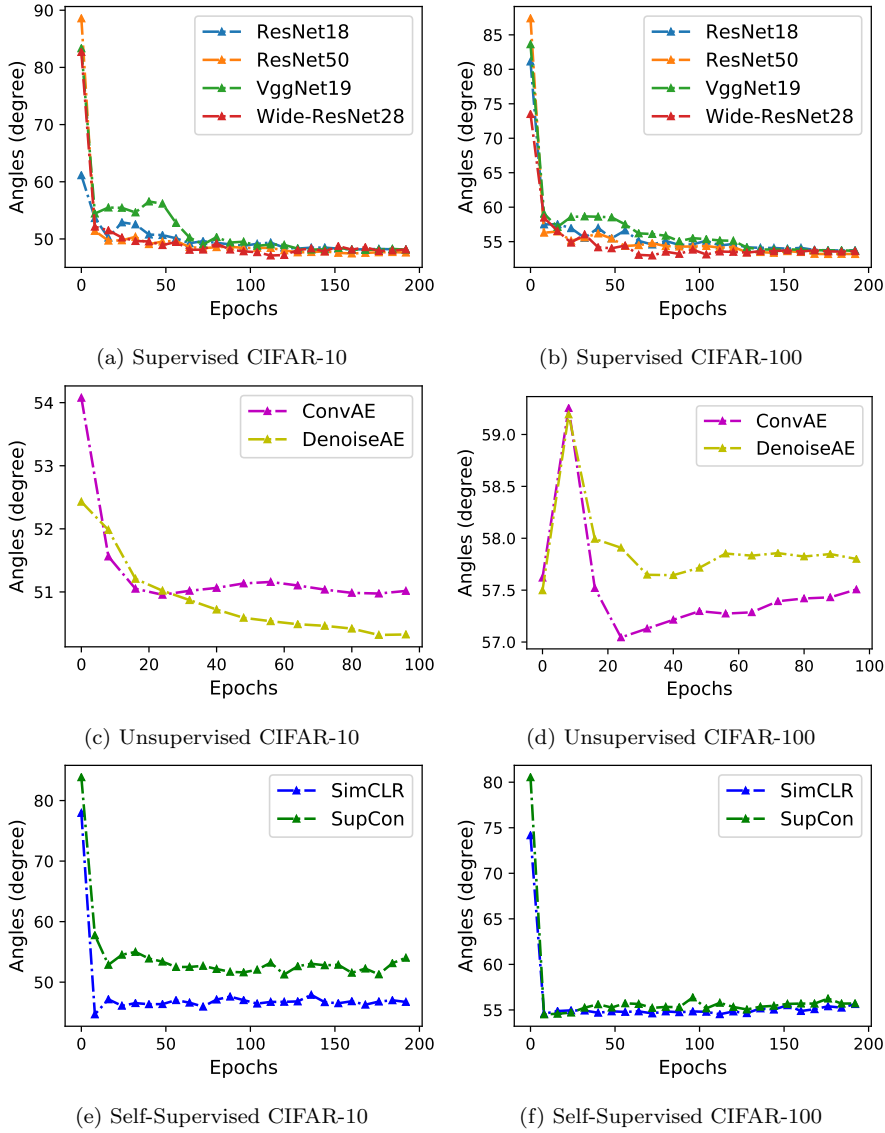 90
80
70
60
50
Angles (degree)
0 50 100 150 200
Epochs
ResNet18
ResNet50
VggNet19
Wide-ResNet28
(a) Supervised CIFAR-10
85
80
75
70
65
60
55
Angles (degree)
0 50 100 150 200
Epochs
ResNet18
ResNet50
VggNet19
Wide-ResNet28
(b) Supervised CIFAR-100
54
53
52
51
Angles (degree)
0 20 40 60 80 100
Epochs
ConvAE
DenoiseAE
(c) Unsupervised CIFAR-10
59.0
58.5
58.0
57.5
57.0
Angles (degree)
0 20 40 60 80 100
Epochs
ConvAE
DenoiseAE
(d) Unsupervised CIFAR-100
80
70
60
50
Angles (degree)
0 50 100 150 200
Epochs
SimCLR
SupCon
(e) Self-Supervised CIFAR-10
80
75
70
65
60
55
Angles (degree)
0 50 100 150 200
Epochs
SimCLR
SupCon
(f) Self-Supervised CIFAR-100